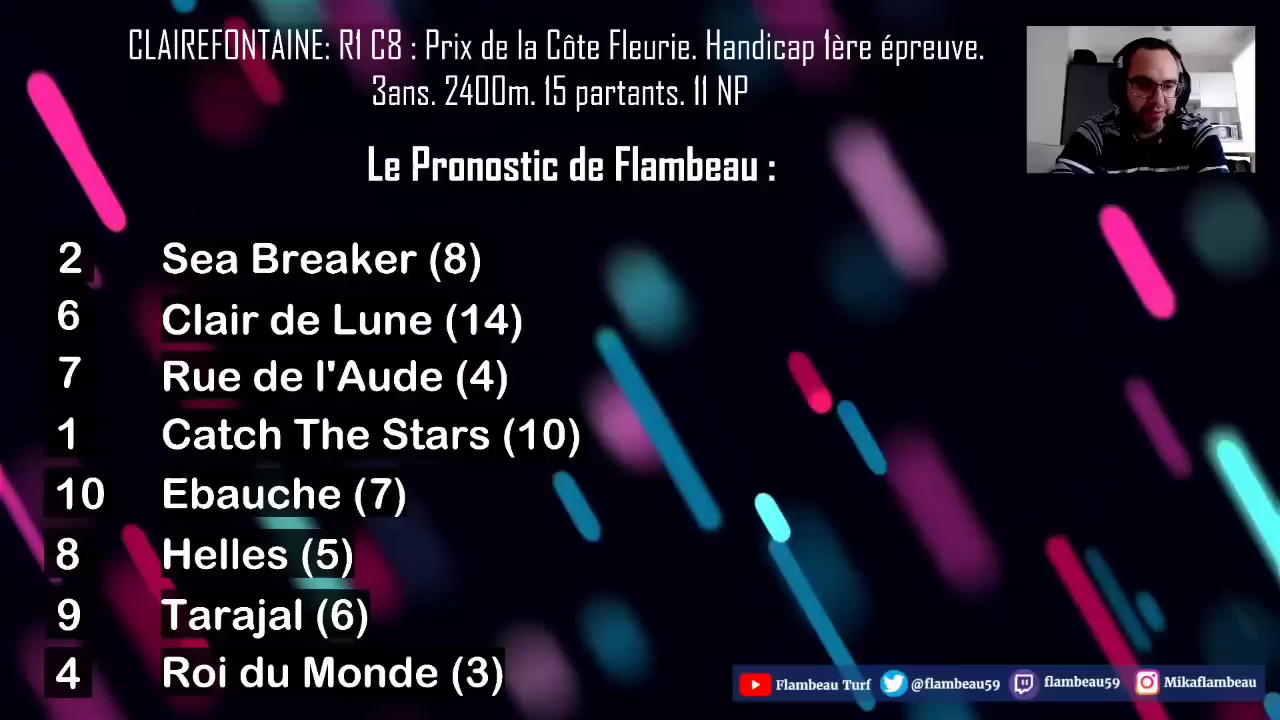 CLAIREFONTAINE: R1 C8 : Prix de la Côte Fleurie. Handicap 1ère épreuve.
3ans. 2400m. 15 partants. 11 NP
Le Pronostic de Flambeau :
2 Sea Breaker (8)
6 Clair de Lune (14)
7 Rue de l'Aude (4)
1 Catch The Stars (10)
10 Ebauche (7)
8 Helles (5)
9 Tarajal (6)
4 Roi du Monde (3)
Flambeau Turf @flambeau59 flambeau59 Mikaflambeau